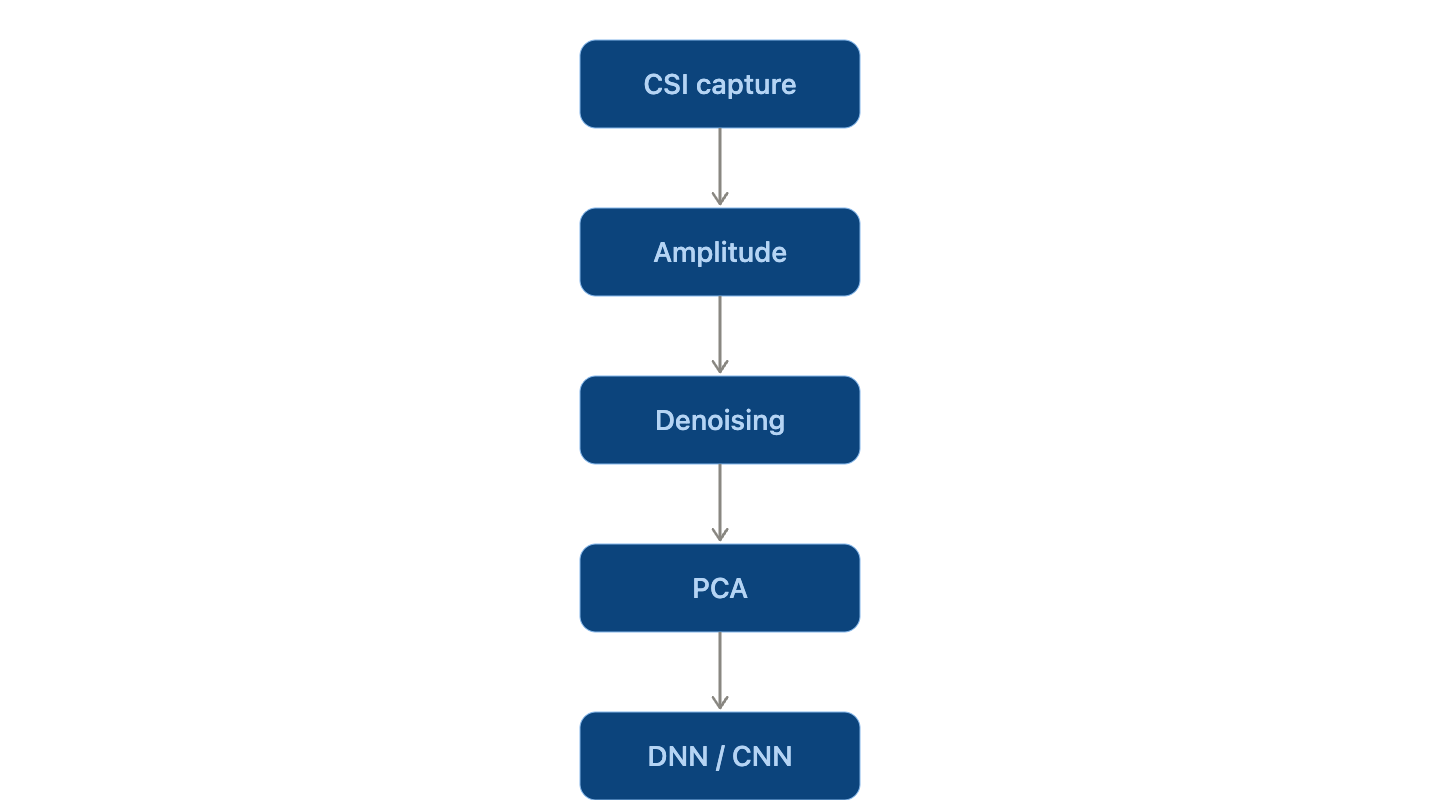 CSI capture
Amplitude
Denoising
PCA
DNN / CNN